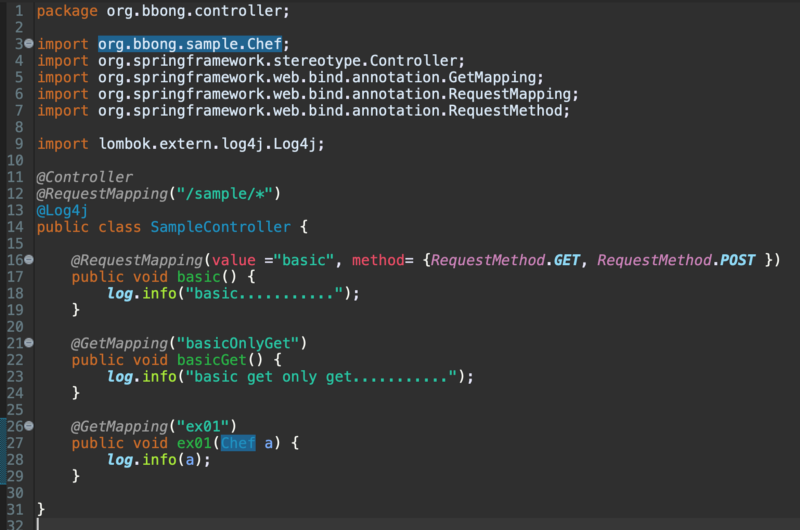 1 package org.bbong.controller;
2
3 import org.bbong.sample.Chef;
4 import org.springframework.stereotype.Controller;
5 import org.springframework.web.bind.annotation.GetMapping;
6 import org.springframework.web.bind.annotation.RequestMapping;
7 import org.springframework.web.bind.annotation.RequestMethod;
8
9 import lombok.extern.log4j.Log4j;
10
11 @Controller
12 @RequestMapping("/sample/*")
13 @Log4j
14 public class SampleController {
15
16 @RequestMapping(value ="basic", method= {RequestMethod.GET, RequestMethod.POST })
17 public void basic() {
18 log.info("basic...........");
19 }
20
21 @GetMapping("basicOnlyGet")
22 public void basicGet() {
23 log.info("basic get only get...........");
24 }
25
26 @GetMapping("ex01")
27 public void ex01(Chef a) {
28 log.info(a);
29 }
30
31 }
32